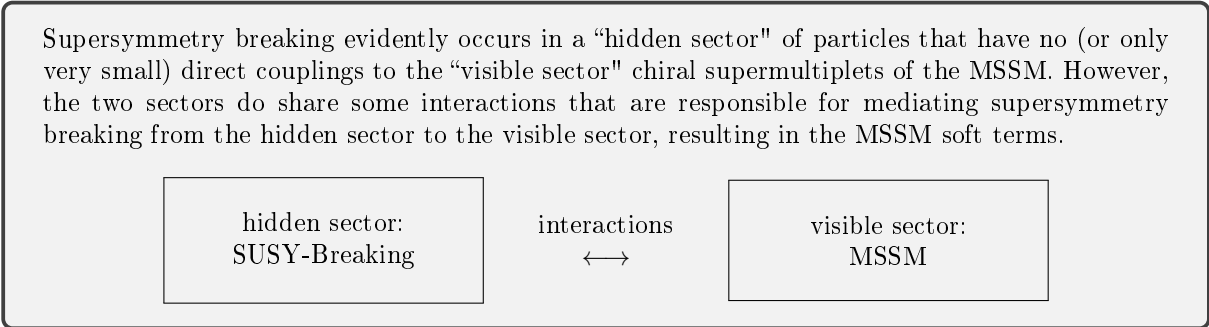 Supersymmetry breaking evidently occurs in a “hidden sector" of particles that have no (or only
very small) direct couplings to the “visible sector" chiral supermultiplets of the MSSM. However,
the two sectors do share some interactions that are responsible for mediating supersymmetry
breaking from the hidden sector to the visible sector, resulting in the MSSM soft terms.
hidden sector:
SUSY-Breaking
interactions
⟷
visible sector:
MSSM